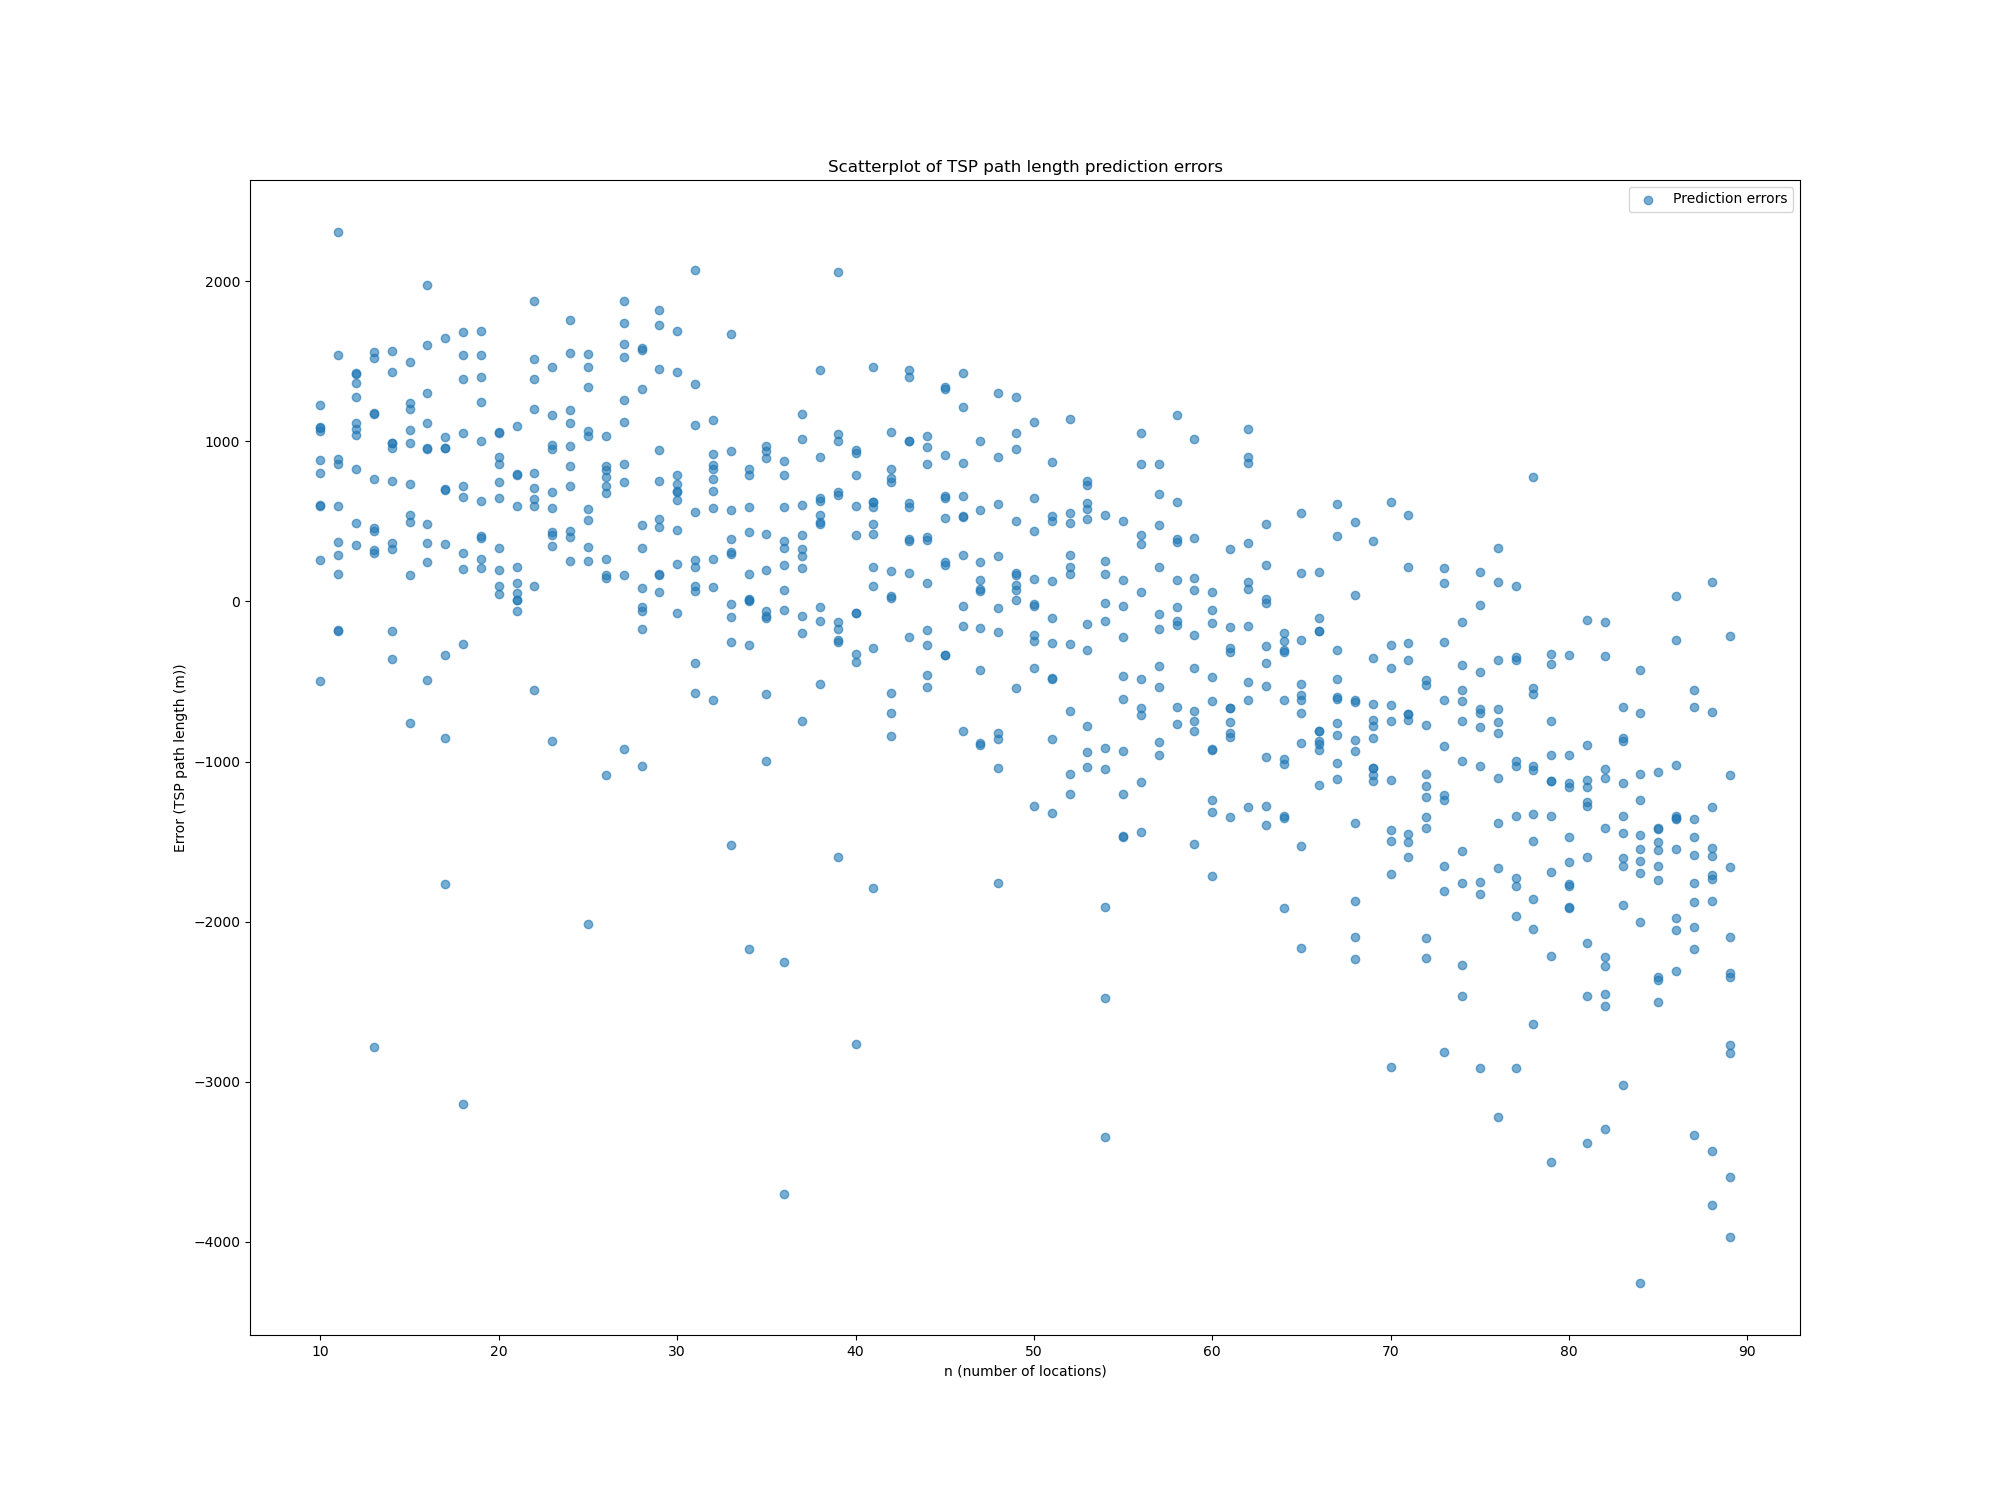 Scatterplot of TSP path length prediction errors
Prediction errors
2000
1000
0
−1000
−2000
−3000
−4000
Error (TSP path length (m))
10 20 30 40 50 60 70 80 90
n (number of locations)